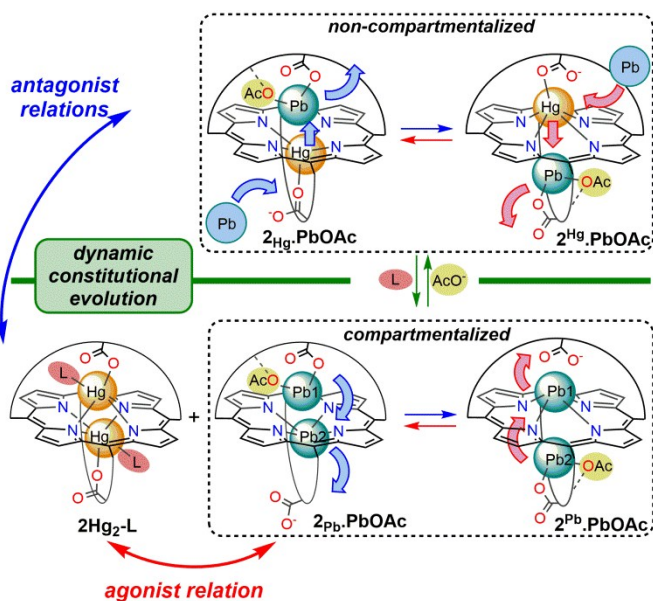 non-compartmentalized
antagonist
relations
O
O
AcO
Pb
N
N
Hg
N
N
O
O
O-
Pb
2Hg.PbOAc
O
O
O-
Pb
Hg
N
N
N
N
Pb
OAc
O
O
2Hg.PbOAc
dynamic
constitutional
evolution
L
AcO-
compartmentalized
O
O
L
Hg
N
N
N
N
Hg
L
O
O
2Hg2-L
+
O
O
AcO
Pb1
N
N
Pb2
N
N
O
O-
2Pb.PbOAc
O
O-
Pb1
N
N
N
N
Pb2
OAc
O
O
2Pb.PbOAc
agonist relation